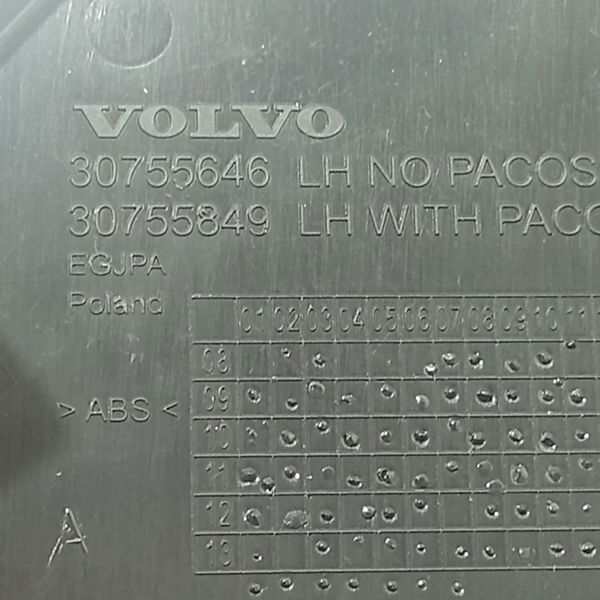 VOLVO
30755646 LH NO PACOS
30755849 LH WITH PACO
EGJPA
Poland
01 02 03 04 05 06 07 08 09 10 11
08
09
> ABS <
10
11
12
A
13